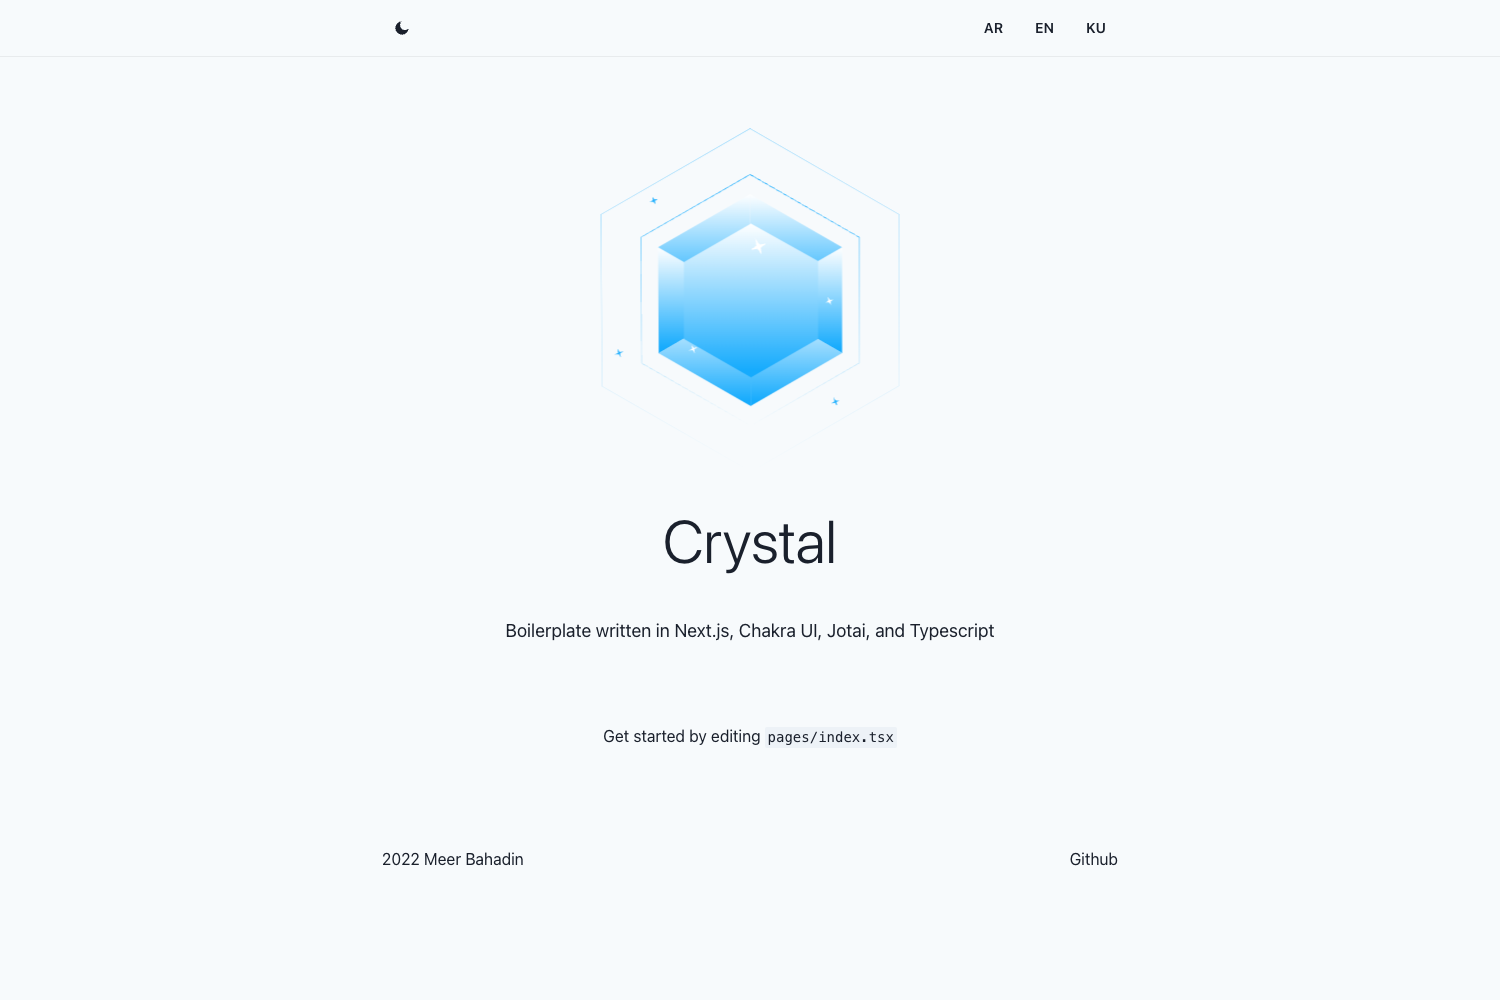 AR EN KU
Crystal
Boilerplate written in Next.js, Chakra UI, Jotai, and Typescript
Get started by editing pages/index.tsx
2022 Meer Bahadin Github